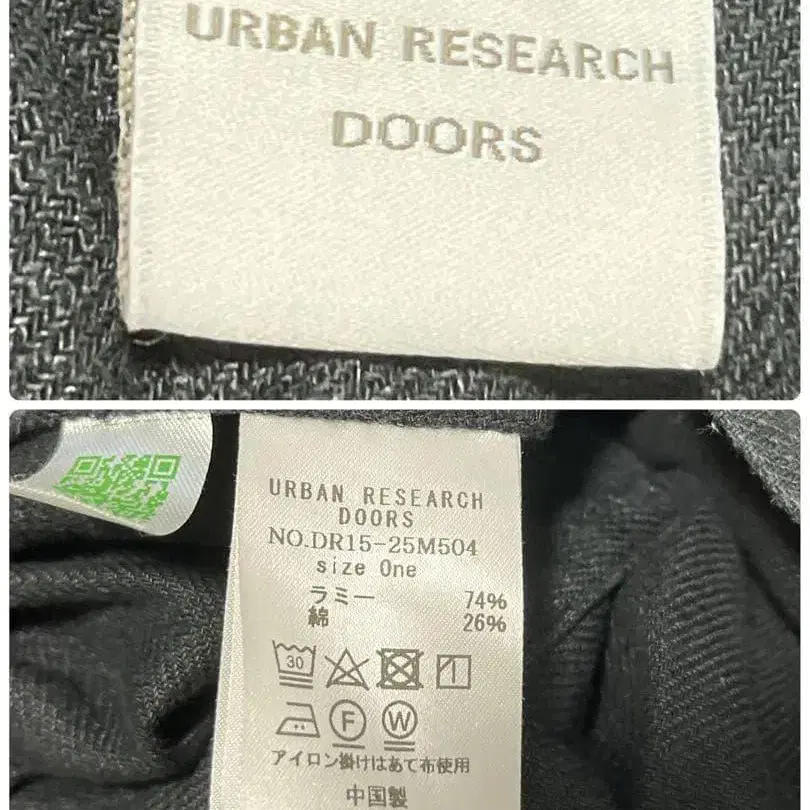 URBAN RESEARCH
DOORS
URBAN RESEARCH
DOORS
NO.DR15-25M504
size One
ラミー 74%
綿 26%
30
F W
アイロン掛けはあて布使用
中国製